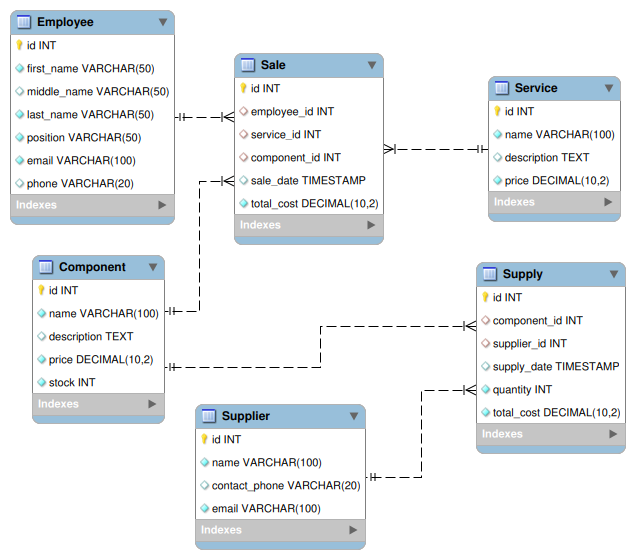 Employee
id INT
first_name VARCHAR(50)
middle_name VARCHAR(50)
last_name VARCHAR(50)
position VARCHAR(50)
email VARCHAR(100)
phone VARCHAR(20)
Indexes
Sale
id INT
employee_id INT
service_id INT
component_id INT
sale_date TIMESTAMP
total_cost DECIMAL(10,2)
Indexes
Service
id INT
name VARCHAR(100)
description TEXT
price DECIMAL(10,2)
Indexes
Component
id INT
name VARCHAR(100)
description TEXT
price DECIMAL(10,2)
stock INT
Indexes
Supply
id INT
component_id INT
supplier_id INT
supply_date TIMESTAMP
quantity INT
total_cost DECIMAL(10,2)
Indexes
Supplier
id INT
name VARCHAR(100)
contact_phone VARCHAR(20)
email VARCHAR(100)
Indexes